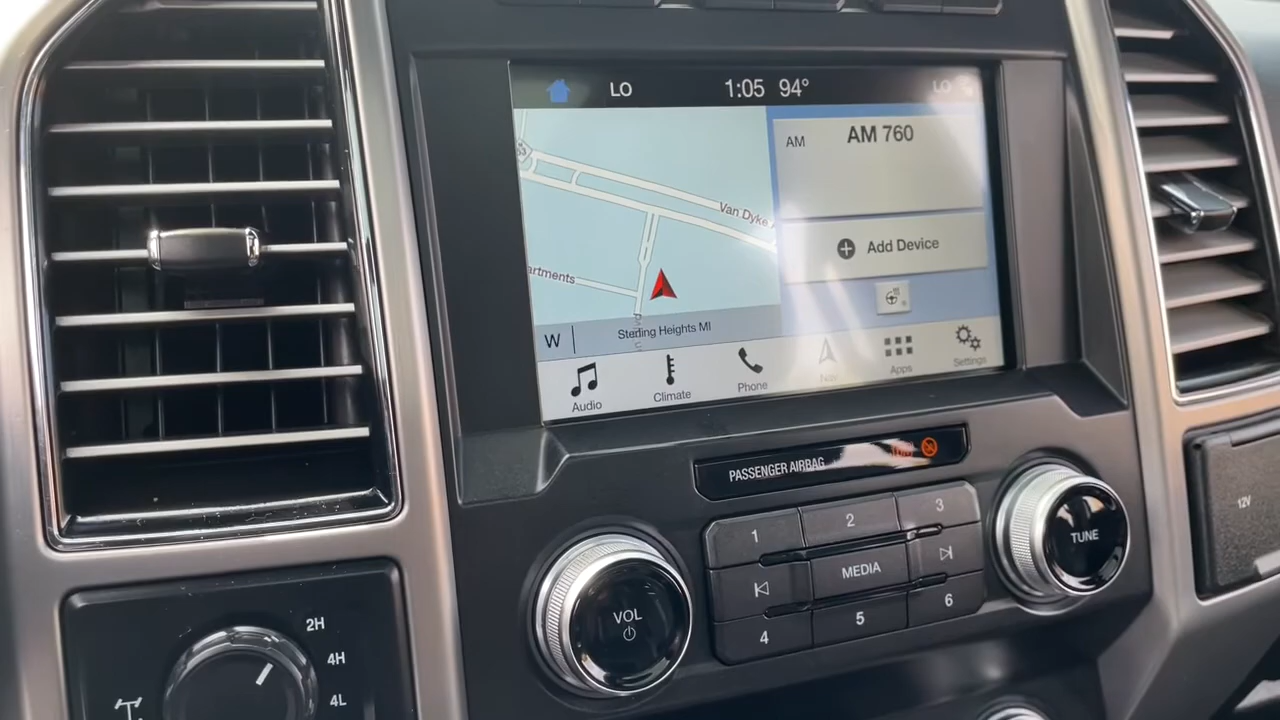 LO
1:05 94°
LO
AM
AM 760
Van Dyke
Add Device
artments
W
Sterling Heights MI
Audio
Climate
Phone
Nav
Apps
Settings
PASSENGER AIRBAG
1
2
3
MEDIA
4
5
6
VOL
TUNE
12V
2H
4H
4L